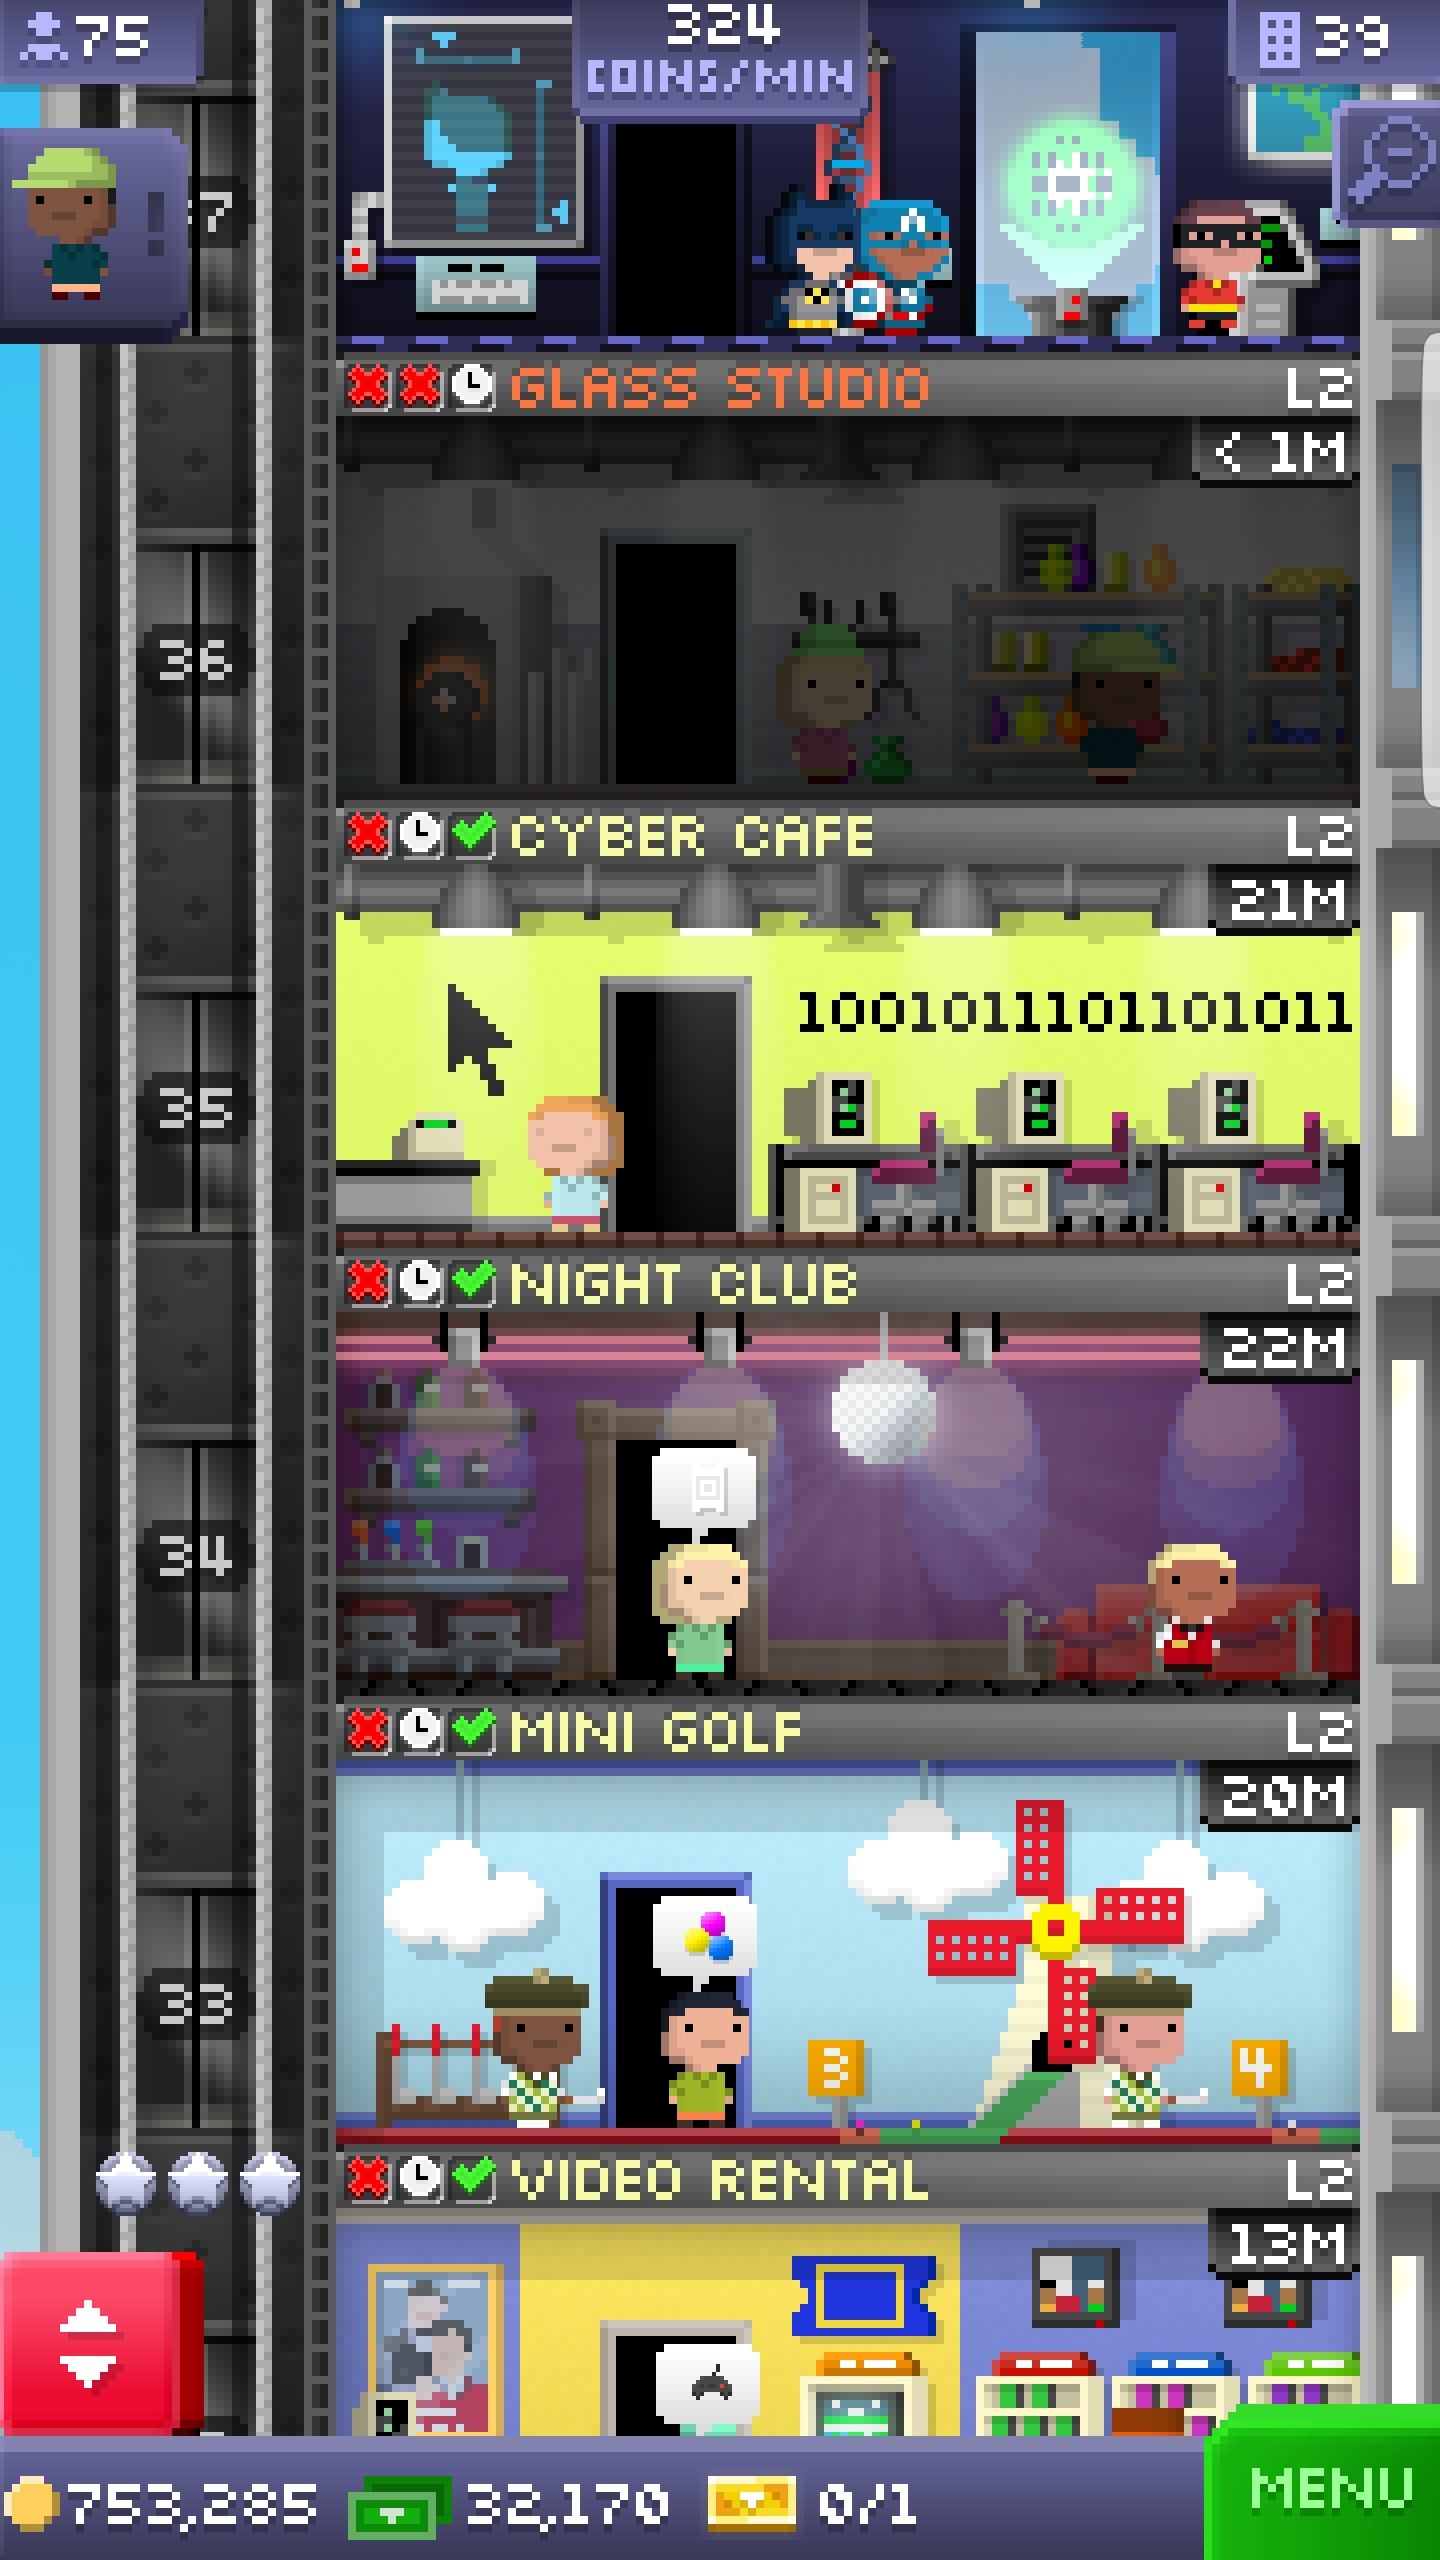 75
324
COINS/MIN
39
7
GLASS STUDIO L2
< 1M
36
CYBER CAFE L2
21M
100101110110101011
35
NIGHT CLUB L2
22M
34
MINI GOLF L2
20M
33
3
4
VIDEO RENTAL L2
13M
753,285 32,170 0/1
MENU